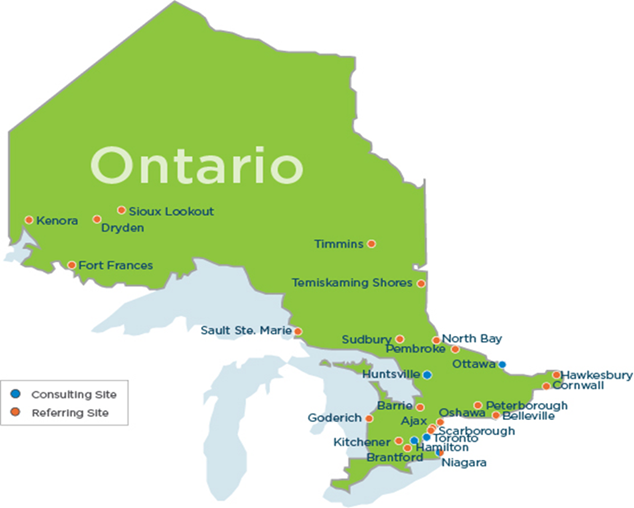 Ontario
Sioux Lookout
Kenora
Dryden
Timmins
Fort Frances
Temiskaming Shores
Sault Ste. Marie
Sudbury
North Bay
Pembroke
Ottawa
Huntsville
Hawkesbury
Cornwall
Consulting Site
Referring Site
Barrie
Peterborough
Oshawa
Belleville
Goderich
Ajax
Scarborough
Kitchener
Toronto
Hamilton
Brantford
Niagara